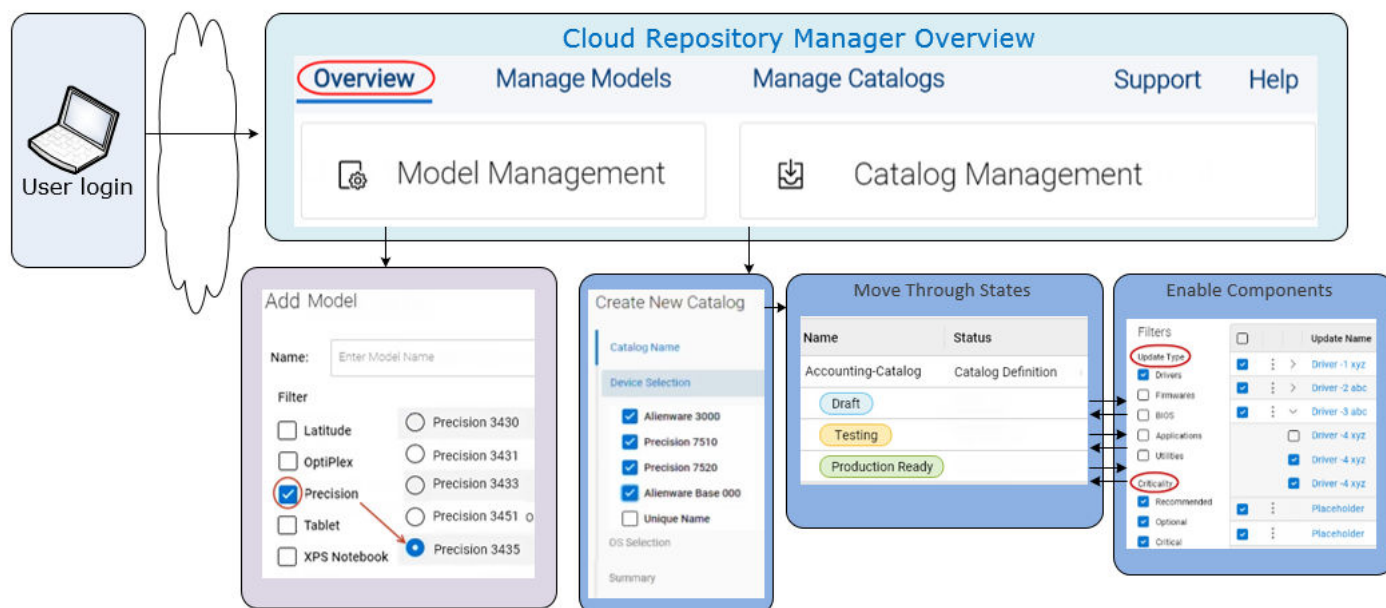 Cloud Repository Manager Overview
Overview Manage Models Manage Catalogs Support Help
User login
Model Management
Catalog Management
Add Model
Name: Enter Model Name
Filter
Latitude
OptiPlex
Precision
Tablet
XPS Notebook
Precision 3430
Precision 3431
Precision 3433
Precision 3451 O
Precision 3435
Create New Catalog
Catalog Name
Device Selection
Alienware 3000
Precision 7510
Precision 7520
Alienware Base 000
Unique Name
OS Selection
Summary
Move Through States
Name Status
Accounting-Catalog Catalog Definition
Draft
Testing
Production Ready
Enable Components
Filters
Update Type
Drivers
Firmwares
BIOS
Applications
Utilities
Criticality
Recommended
Optional
Critical
Update Name
Driver -1 xyz
Driver -2 abc
Driver -3 abc
Driver -4 xyz
Driver -4 xyz
Driver -4 xyz
Placeholder
Placeholder